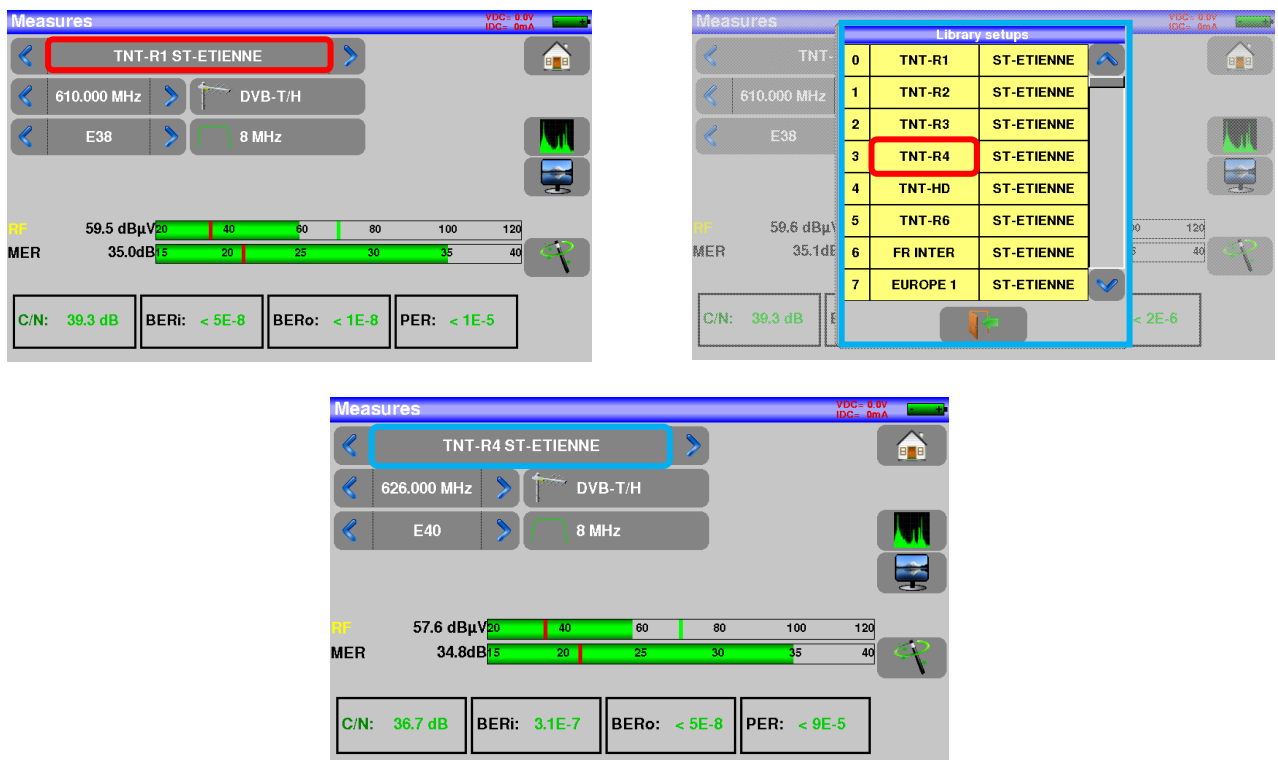 Measures
VDC= 0.0V
IDC= 0mA
- +
TNT-R1 ST-ETIENNE
610.000 MHz DVB-T/H
E38 8 MHz
RF 59.5 dBµV 20 40 60 80 100 120
MER 35.0dB 15 20 25 30 35 40
C/N: 39.3 dB BERi: < 5E-8 BERo: < 1E-8 PER: < 1E-5
Measures
VDC= 0.0V
IDC= 0mA
- +
TNT-
610.000 MHz
E38
RF 59.6 dBµV 120
MER 35.1dB 40
C/N: 39.3 dB < 2E-6
Library setups
0 TNT-R1 ST-ETIENNE
1 TNT-R2 ST-ETIENNE
2 TNT-R3 ST-ETIENNE
3 TNT-R4 ST-ETIENNE
4 TNT-HD ST-ETIENNE
5 TNT-R6 ST-ETIENNE
6 FR INTER ST-ETIENNE
7 EUROPE 1 ST-ETIENNE
Measures
VDC= 0.0V
IDC= 0mA
- +
TNT-R4 ST-ETIENNE
626.000 MHz DVB-T/H
E40 8 MHz
RF 57.6 dBµV 20 40 60 80 100 120
MER 34.8dB 15 20 25 30 35 40
C/N: 36.7 dB BERi: 3.1E-7 BERo: < 5E-8 PER: < 9E-5